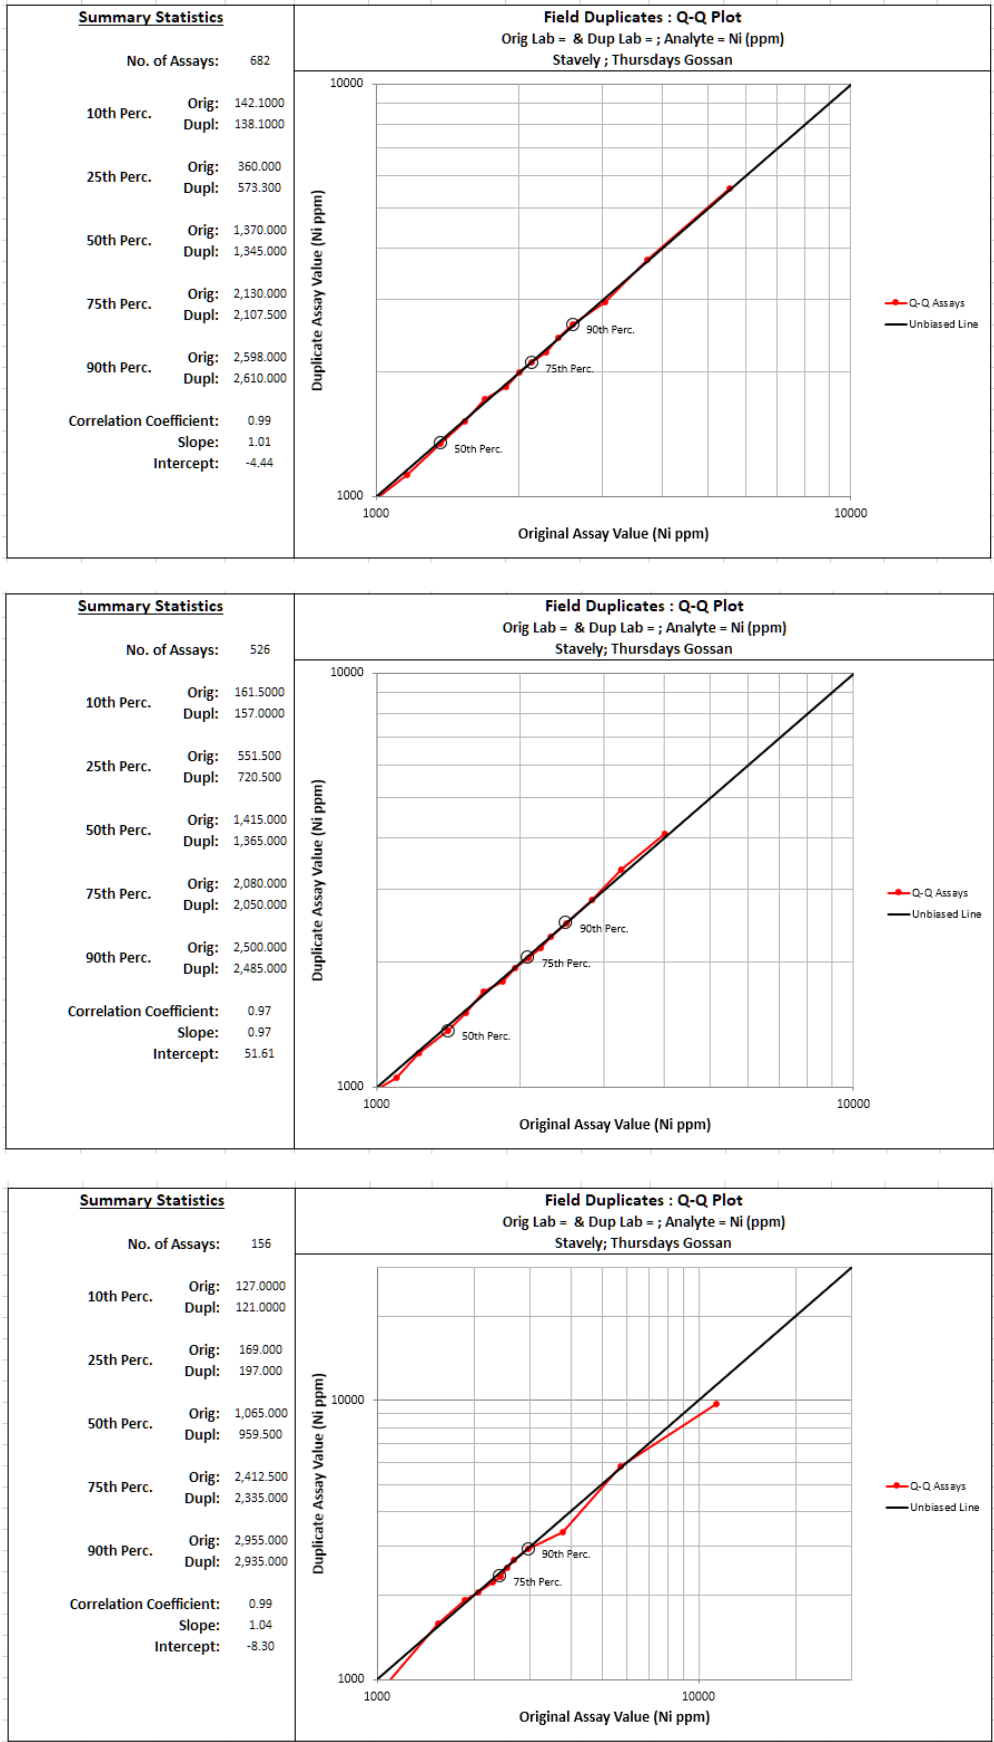 Summary Statistics
No. of Assays: 682
10th Perc.
Orig: 142.1000
Dupl: 138.1000
25th Perc.
Orig: 360.000
Dupl: 573.300
50th Perc.
Orig: 1,370.000
Dupl: 1,345.000
75th Perc.
Orig: 2,130.000
Dupl: 2,107.500
90th Perc.
Orig: 2,598.000
Dupl: 2,610.000
Correlation Coefficient: 0.99
Slope: 1.01
Intercept: -4.44
Field Duplicates : Q-Q Plot
Orig Lab = & Dup Lab = ; Analyte = Ni (ppm)
Stavely ; Thursdays Gossan
Duplicate Assay Value (Ni ppm)
10000
1000
90th Perc.
75th Perc.
50th Perc.
1000
10000
Original Assay Value (Ni ppm)
Q-Q Assays
Unbiased Line
Summary Statistics
No. of Assays: 526
10th Perc.
Orig: 161.5000
Dupl: 157.0000
25th Perc.
Orig: 551.500
Dupl: 720.500
50th Perc.
Orig: 1,415.000
Dupl: 1,365.000
75th Perc.
Orig: 2,080.000
Dupl: 2,050.000
90th Perc.
Orig: 2,500.000
Dupl: 2,485.000
Correlation Coefficient: 0.97
Slope: 0.97
Intercept: 51.61
Field Duplicates : Q-Q Plot
Orig Lab = & Dup Lab = ; Analyte = Ni (ppm)
Stavely; Thursdays Gossan
Duplicate Assay Value (Ni ppm)
10000
1000
90th Perc.
75th Perc.
50th Perc.
1000
10000
Original Assay Value (Ni ppm)
Q-Q Assays
Unbiased Line
Summary Statistics
No. of Assays: 156
10th Perc.
Orig: 127.0000
Dupl: 121.0000
25th Perc.
Orig: 169.000
Dupl: 197.000
50th Perc.
Orig: 1,065.000
Dupl: 959.500
75th Perc.
Orig: 2,412.500
Dupl: 2,335.000
90th Perc.
Orig: 2,955.000
Dupl: 2,935.000
Correlation Coefficient: 0.99
Slope: 1.04
Intercept: -8.30
Field Duplicates : Q-Q Plot
Orig Lab = & Dup Lab = ; Analyte = Ni (ppm)
Stavely; Thursdays Gossan
Duplicate Assay Value (Ni ppm)
10000
1000
90th Perc.
75th Perc.
1000
10000
Original Assay Value (Ni ppm)
Q-Q Assays
Unbiased Line